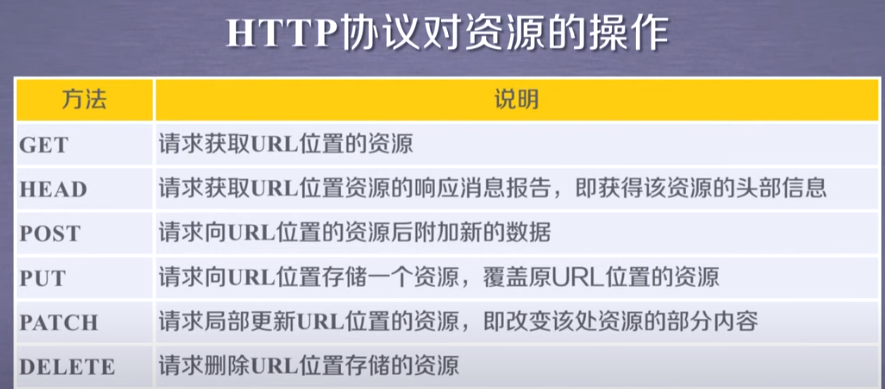 HTTP协议对资源的操作
方法 说明
GET 请求获取URL位置的资源
HEAD 请求获取URL位置资源的响应消息报告，即获得该资源的头部信息
POST 请求向URL位置的资源后附加新的数据
PUT 请求向URL位置存储一个资源，覆盖原URL位置的资源
PATCH 请求局部更新URL位置的资源，即改变该处资源的部分内容
DELETE 请求删除URL位置存储的资源